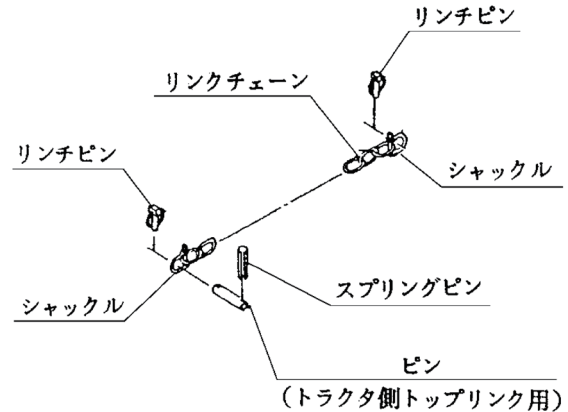 リンチピン
リンクチェーン
リンチピン
シャックル
スプリングピン
シャックル
ピン
(トラクタ側トップリンク用)